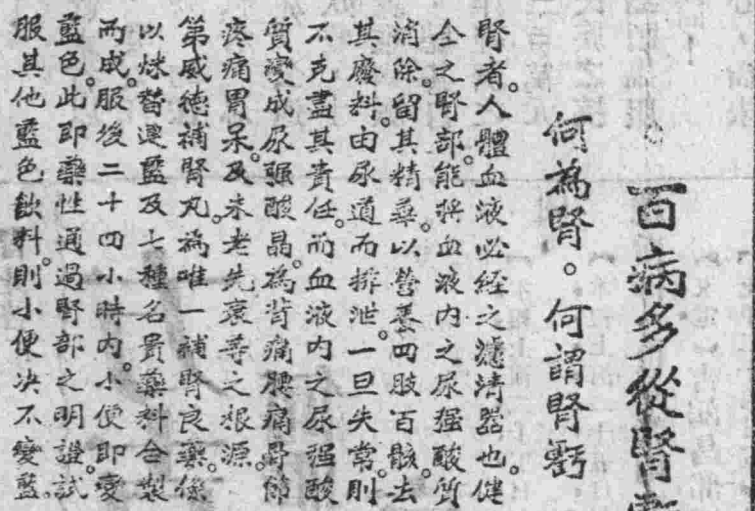 百病多從腎
何為腎。何謂腎虧
腎者。人體血液必經之濾清器也。健
全之腎部。能將血液內之尿強酸質
消除。留其精華。以營養四肢百骸。去
其廢料。由尿道而排泄。一旦失常。則
不克盡其責任。而血液內之尿强酸
質變成尿强酸晶。為背痛腰痛骨節
疼痛胃呆。及未老先衰等之根源。
第威德補腎丸。為唯一補腎良藥。係
以焍替連藍及七種名貴藥料合製
而成。服後二十四小時內。小便即變
藍色。此即藥性通過腎部之明證。試
服其他藍色飲料。則小便决不變藍。